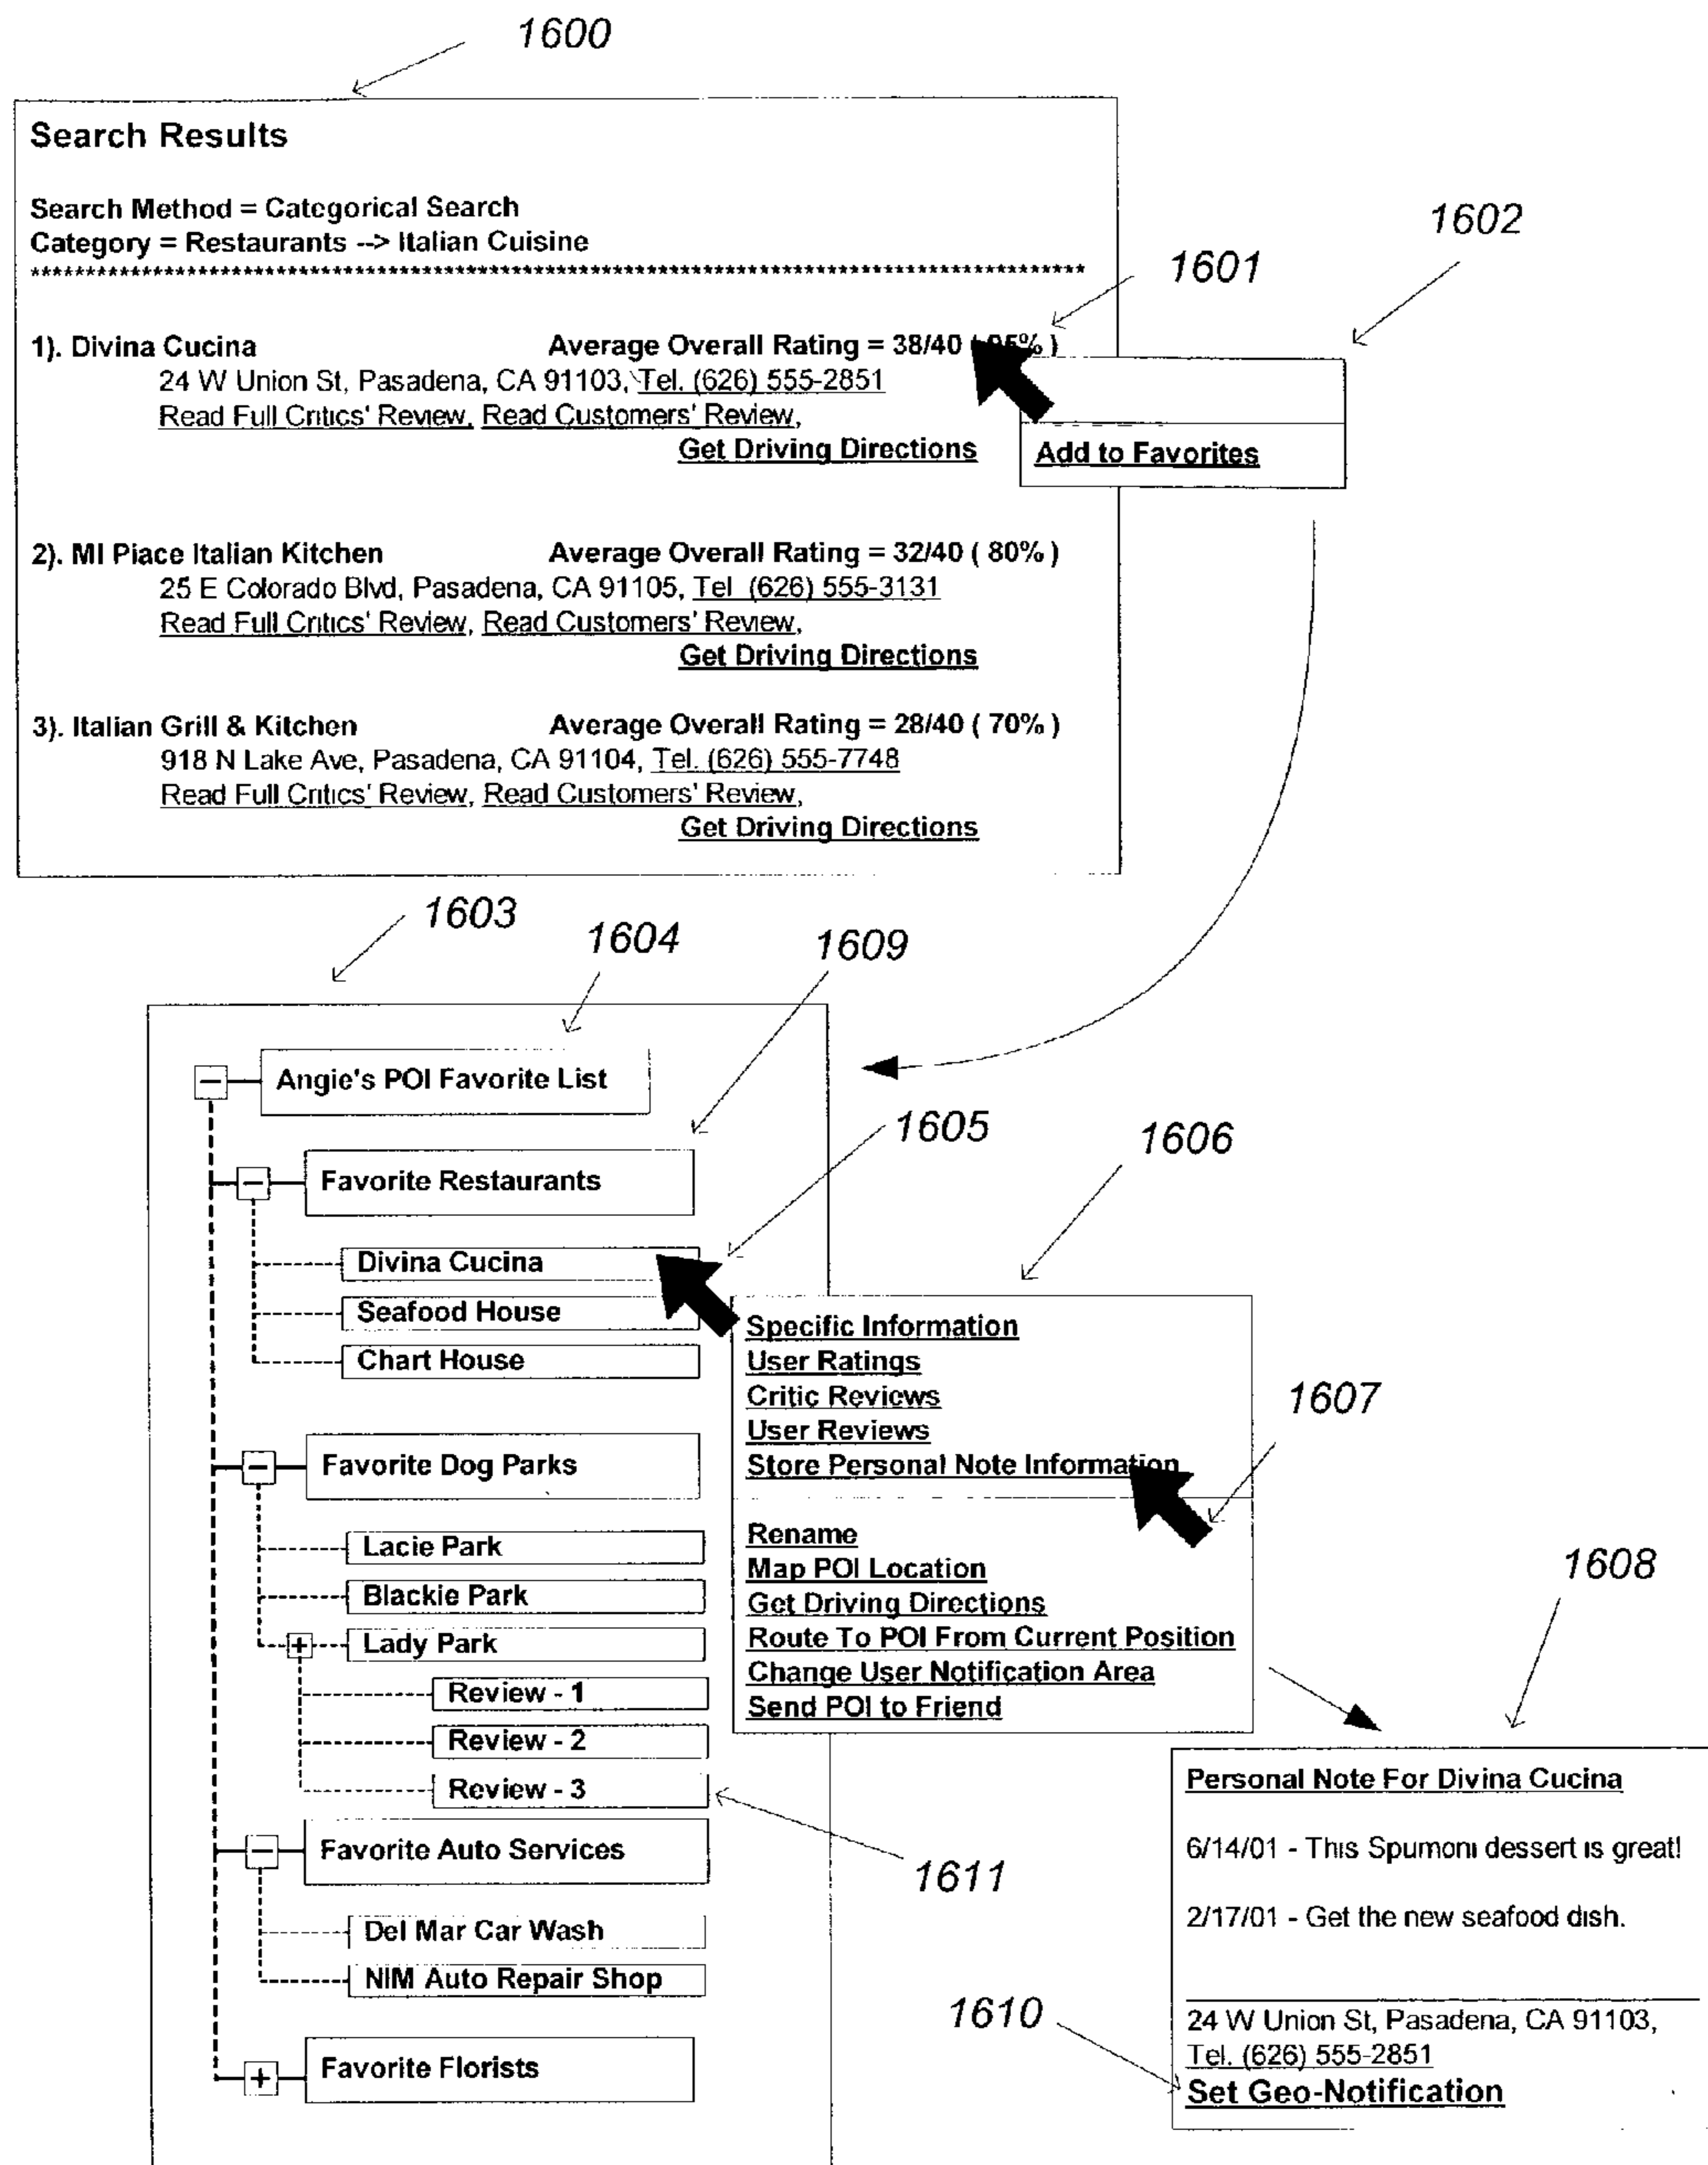 1600
Search Results
Search Method = Categorical Search
Category = Restaurants --> Italian Cuisine
******************************************************************************************
1602
1601
1). Divina Cucina Average Overall Rating = 38/40 ( 95% )
24 W Union St, Pasadena, CA 91103, Tel. (626) 555-2851
Read Full Critics' Review, Read Customers' Review,
Get Driving Directions
Add to Favorites
2). MI Piace Italian Kitchen Average Overall Rating = 32/40 ( 80% )
25 E Colorado Blvd, Pasadena, CA 91105, Tel (626) 555-3131
Read Full Critics' Review, Read Customers' Review,
Get Driving Directions
3). Italian Grill & Kitchen Average Overall Rating = 28/40 ( 70% )
918 N Lake Ave, Pasadena, CA 91104, Tel. (626) 555-7748
Read Full Critics' Review, Read Customers' Review,
Get Driving Directions
1603
1604
1609
Angie's POI Favorite List
1605
1606
Favorite Restaurants
Divina Cucina
Seafood House
Chart House
Specific Information
User Ratings
Critic Reviews
User Reviews
Store Personal Note Information
1607
Rename
Map POI Location
Get Driving Directions
Route To POI From Current Position
Change User Notification Area
Send POI to Friend
Favorite Dog Parks
Lacie Park
Blackie Park
Lady Park
Review - 1
Review - 2
Review - 3
1611
1608
Favorite Auto Services
Del Mar Car Wash
NIM Auto Repair Shop
Favorite Florists
Personal Note For Divina Cucina
6/14/01 - This Spumoni dessert is great!
2/17/01 - Get the new seafood dish.
1610
24 W Union St, Pasadena, CA 91103,
Tel. (626) 555-2851
Set Geo-Notification